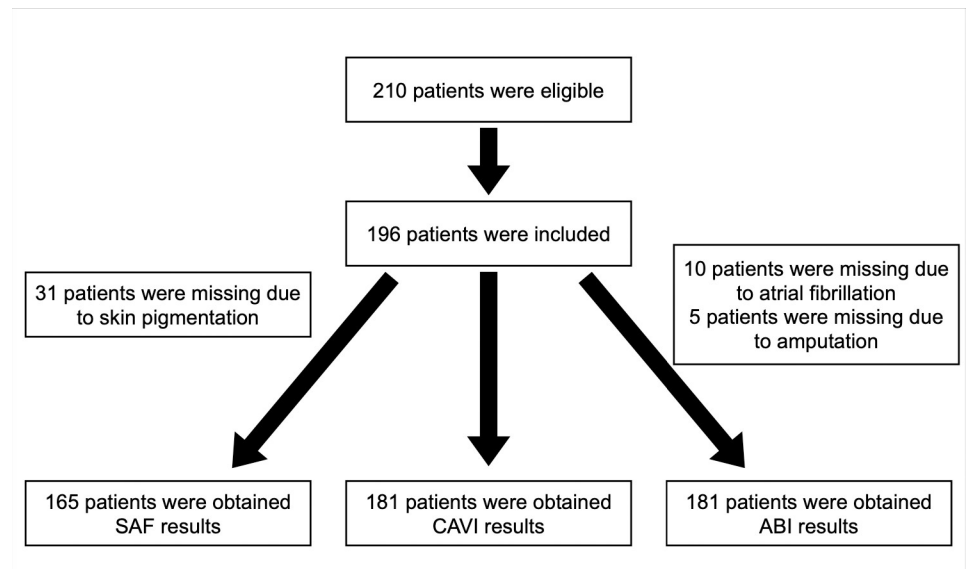 210 patients were eligible
196 patients were included
31 patients were missing due
to skin pigmentation
10 patients were missing due
to atrial fibrillation
5 patients were missing due
to amputation
165 patients were obtained
SAF results
181 patients were obtained
CAVI results
181 patients were obtained
ABI results